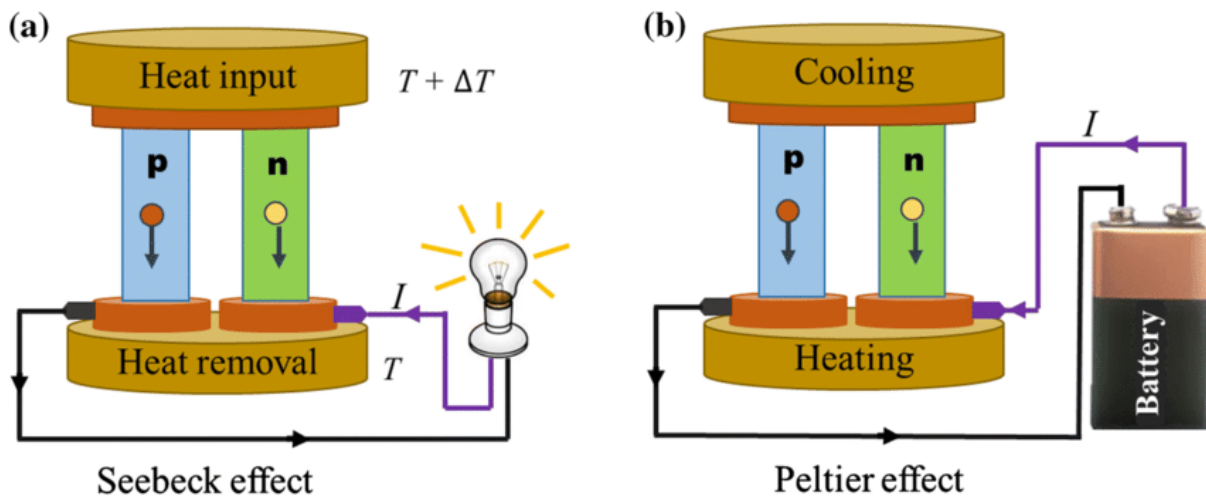 (a)
Heat input
T + ΔT
p
n
I
Heat removal
T
Seebeck effect
(b)
Cooling
I
p
n
Heating
Battery
Peltier effect